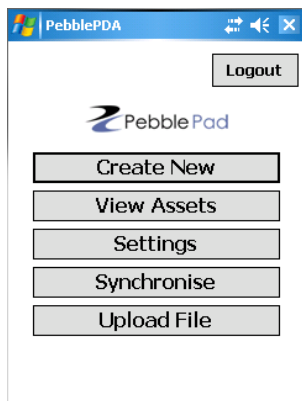 PebblePDA
Logout
PebblePad
Create New
View Assets
Settings
Synchronise
Upload File